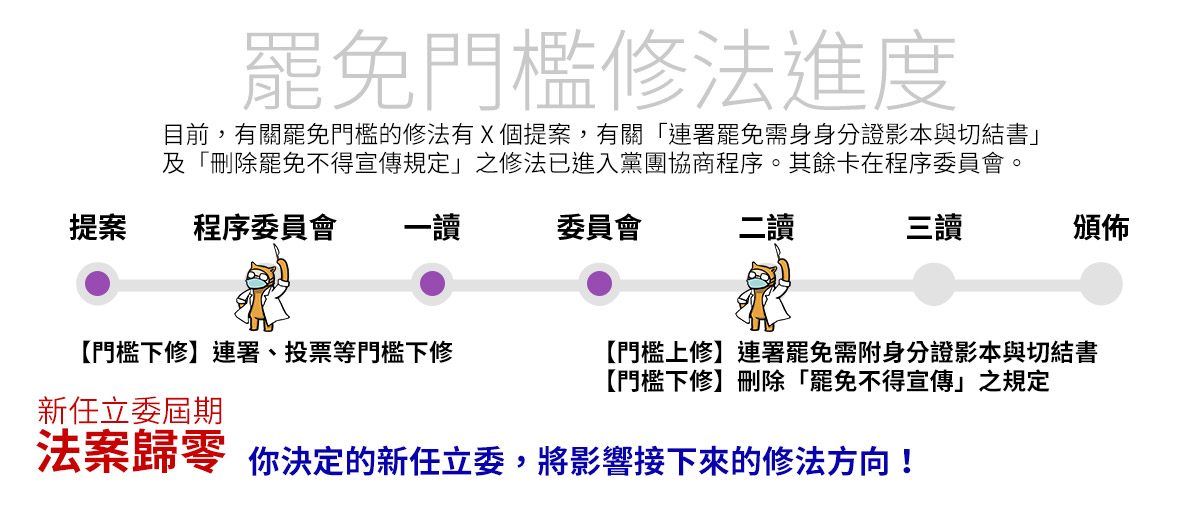 罷免門檻修法進度
目前，有關罷免門檻的修法有 X 個提案，有關「連署罷免需身身分證影本與切結書」
及「刪除罷免不得宣傳規定」之修法已進入黨團協商程序。其餘卡在程序委員會。
提案 程序委員會 一讀 委員會 二讀 三讀 頒佈
【門檻下修】連署、投票等門檻下修
【門檻上修】連署罷免需附身分證影本與切結書
【門檻下修】刪除「罷免不得宣傳」之規定
新任立委屆期
法案歸零
你決定的新任立委，將影響接下來的修法方向！